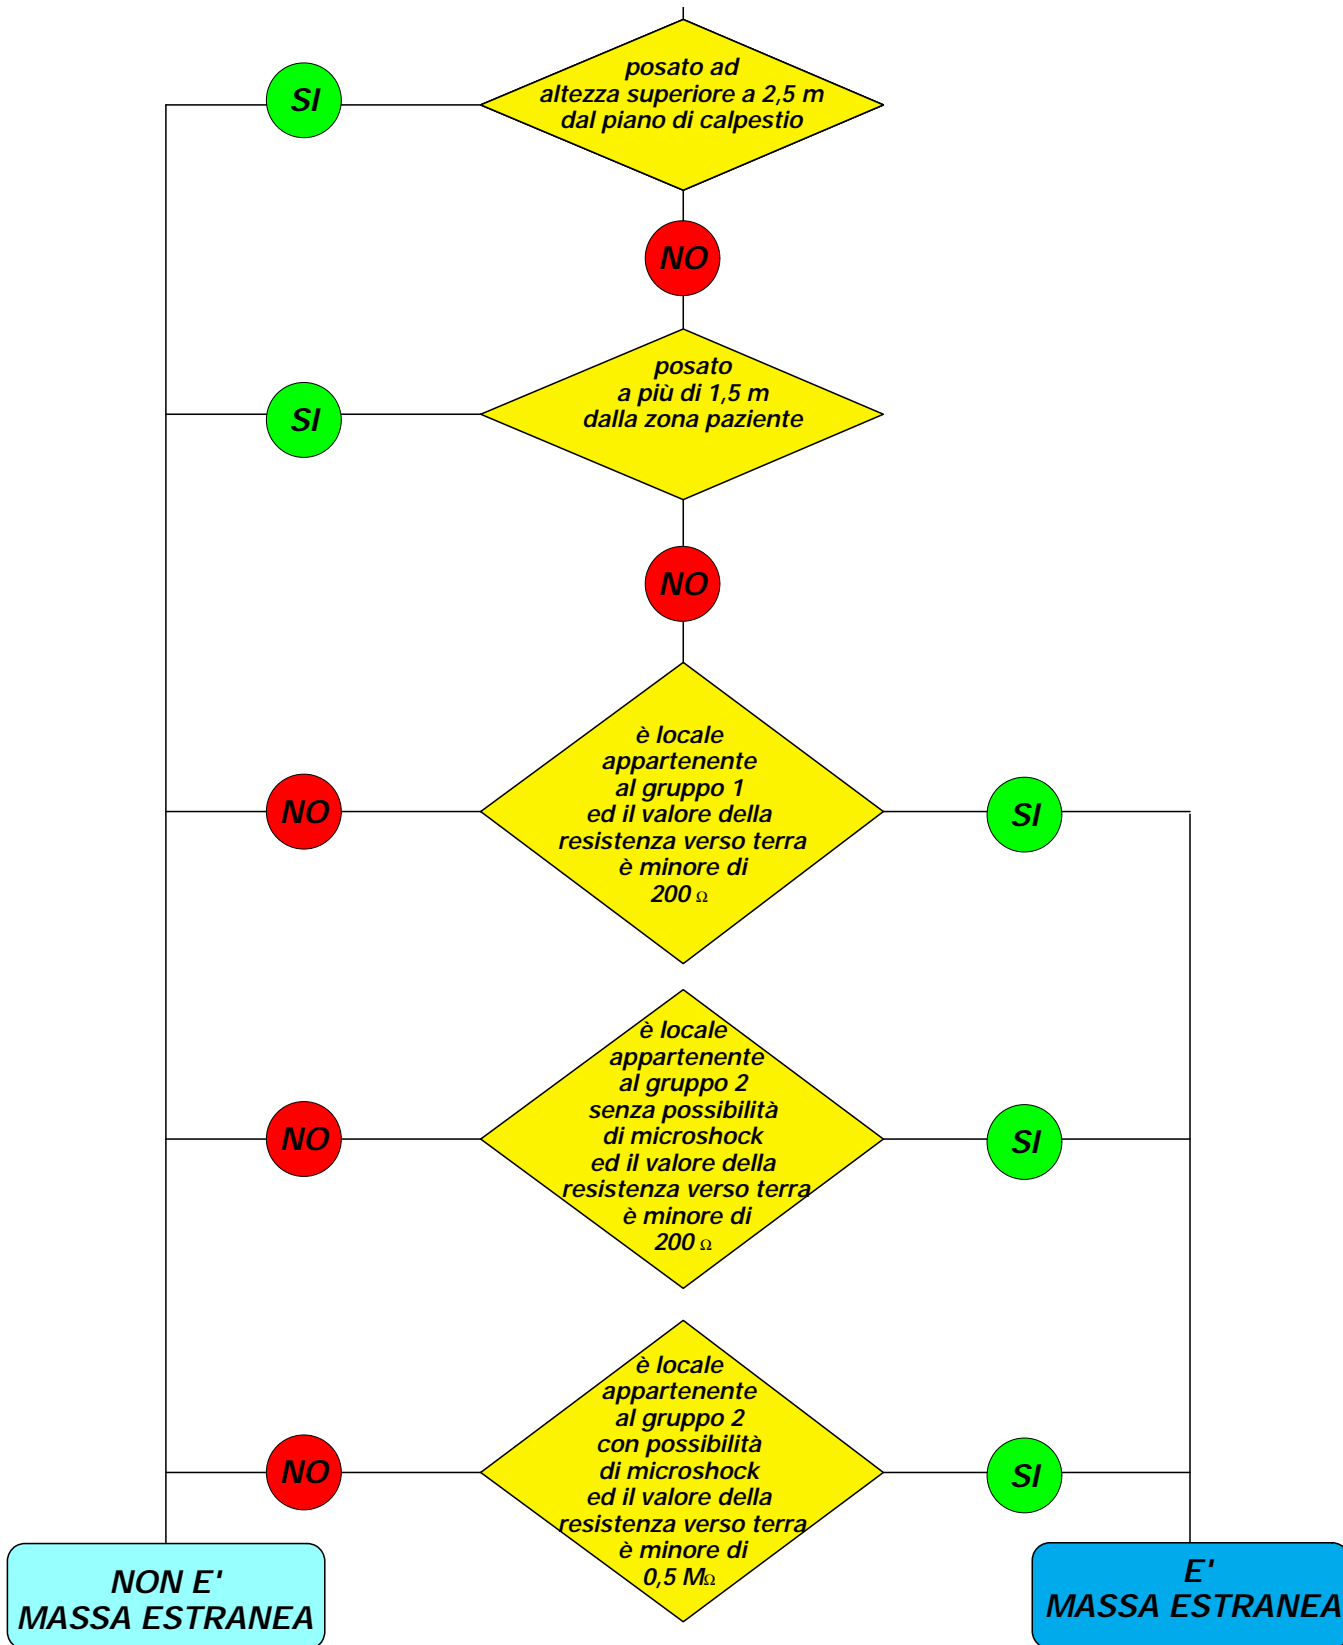 posato ad
altezza superiore a 2,5 m
dal piano di calpestio
SI
NO
posato
a più di 1,5 m
dalla zona paziente
SI
NO
è locale
appartenente
al gruppo 1
ed il valore della
resistenza verso terra
è minore di
200 Ω
NO
SI
è locale
appartenente
al gruppo 2
senza possibilità
di microshock
ed il valore della
resistenza verso terra
è minore di
200 Ω
NO
SI
è locale
appartenente
al gruppo 2
con possibilità
di microshock
ed il valore della
resistenza verso terra
è minore di
0,5 MΩ
NO
SI
NON E'
MASSA ESTRANEA
E'
MASSA ESTRANEA